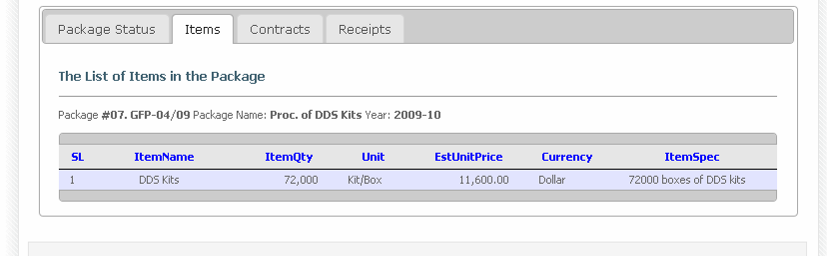 Package Status Items Contracts Receipts
The List of Items in the Package
Package #07. GFP-04/09 Package Name: Proc. of DDS Kits Year: 2009-10
SL ItemName ItemQty Unit EstUnitPrice Currency ItemSpec
1 DDS Kits 72,000 Kit/Box 11,600.00 Dollar 72000 boxes of DDS kits